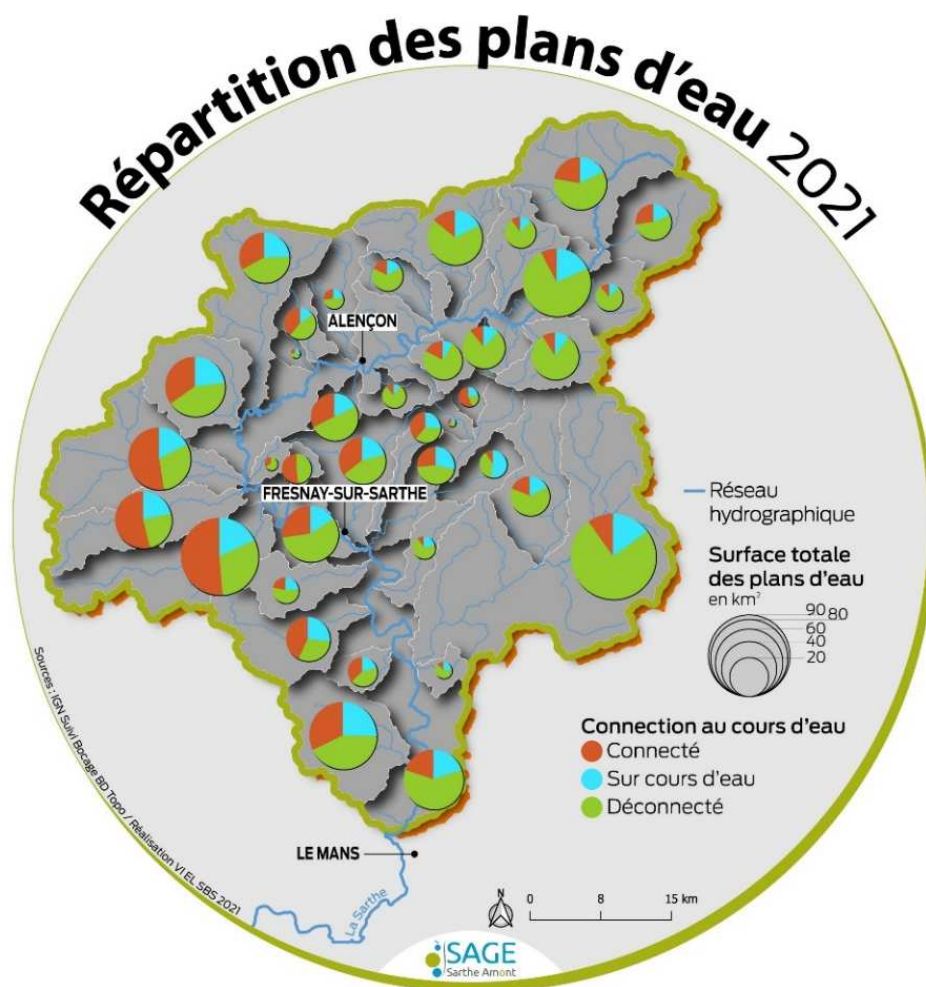 Répartition des plans d'eau 2021
ALENÇON
FRESNAY-SUR-SARTHE
Réseau
hydrographique
Surface totale
des plans d'eau
en km²
90 80
60
40
20
Connection au cours d'eau
Connecté
Sur cours d'eau
Déconnecté
Sources : IGN Suivi Bocage BD Topo / Réalisation VI EL SBS 2021
LE MANS
La Sarthe
N
0 8 15 km
SAGE
Sarthe Amont